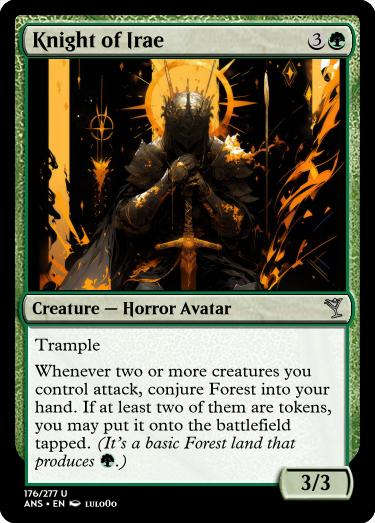 Knight of Irae 3
Creature — Horror Avatar
Trample
Whenever two or more creatures you
control attack, conjure Forest into your
hand. If at least two of them are tokens,
you may put it onto the battlefield
tapped. (It's a basic Forest land that
produces .)
3/3
176/277 U
ANS • EN LULO0o